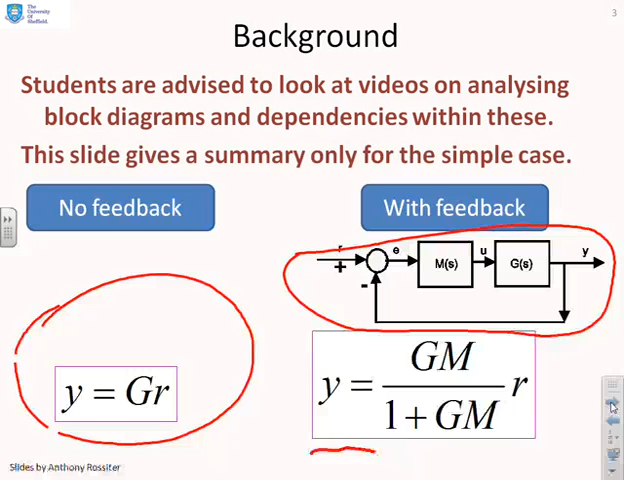 The
University
Of
Sheffield.
3
Background
Students are advised to look at videos on analysing
block diagrams and dependencies within these.
This slide gives a summary only for the simple case.
No feedback
With feedback
r
+
-
e
M(s)
u
G(s)
y
y = Gr
y = GM / 1 + GM r
Slides by Anthony Rossiter